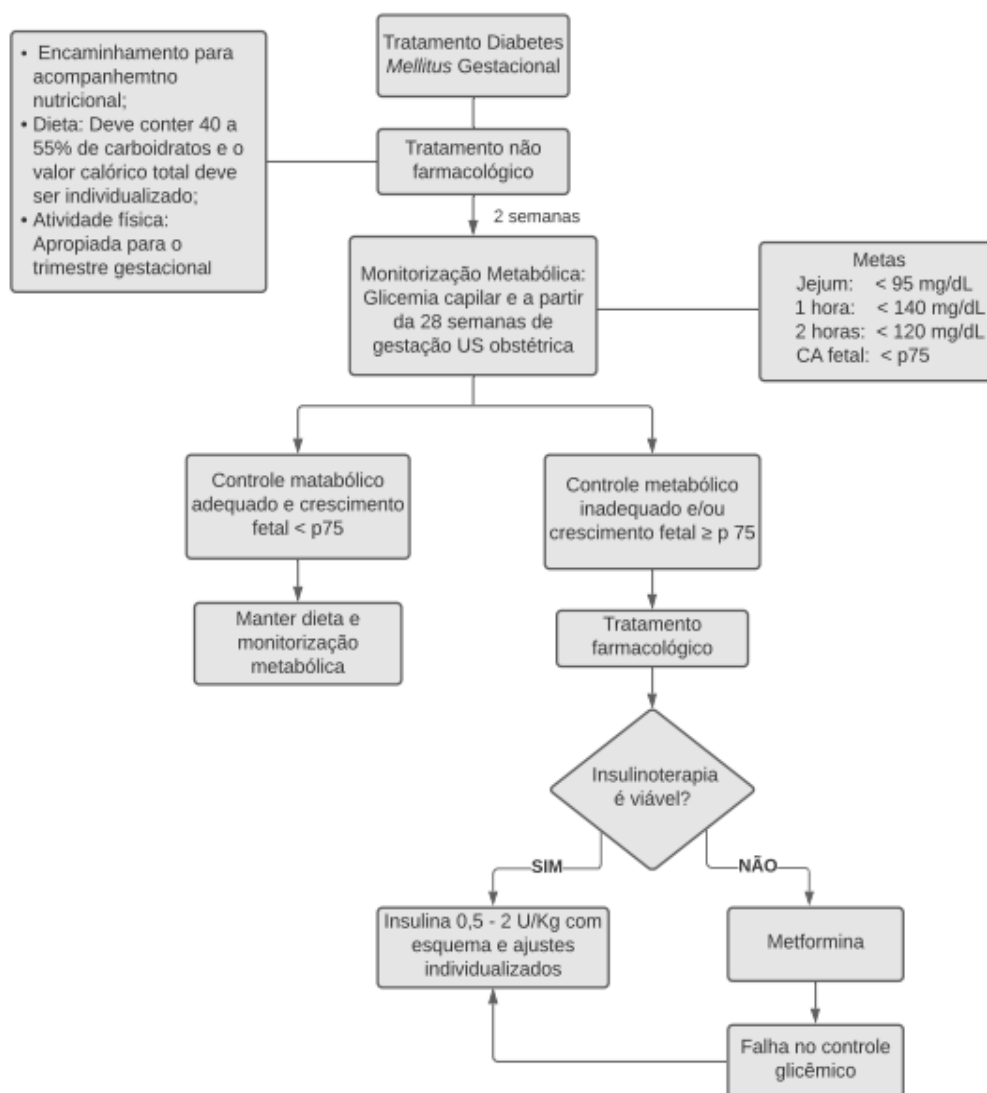 Tratamento Diabetes
Mellitus Gestacional
• Encaminhamento para
acompanhemtno
nutricional;
• Dieta: Deve conter 40 a
55% de carboidratos e o
valor calórico total deve
ser individualizado;
• Atividade física:
Apropiada para o
trimestre gestacional
Tratamento não
farmacológico
2 semanas
Monitorização Metabólica:
Glicemia capilar e a partir
da 28 semanas de
gestação US obstétrica
Metas
Jejum: < 95 mg/dL
1 hora: < 140 mg/dL
2 horas: < 120 mg/dL
CA fetal: < p75
Controle matabólico
adequado e crescimento
fetal < p75
Controle metabólico
inadequado e/ou
crescimento fetal ≥ p 75
Manter dieta e
monitorização
metabólica
Tratamento
farmacológico
Insulinoterapia
é viável?
SIM
NÃO
Insulina 0,5 - 2 U/Kg com
esquema e ajustes
individualizados
Metformina
Falha no controle
glicêmico